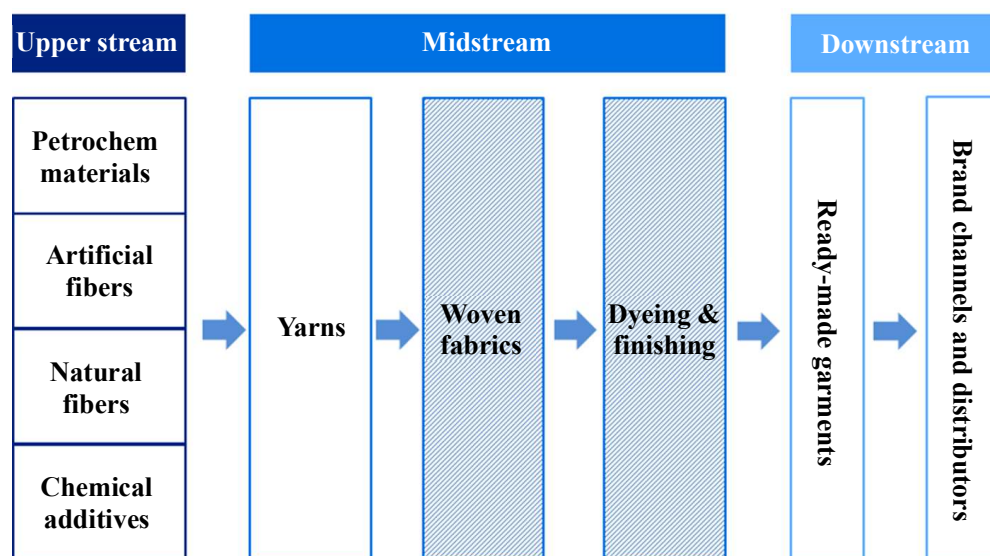 Upper stream
Midstream
Downstream
Petrochem
materials
Artificial
fibers
Natural
fibers
Chemical
additives
Yarns
Woven
fabrics
Dyeing &
finishing
Ready-made garments
Brand channels and distributors